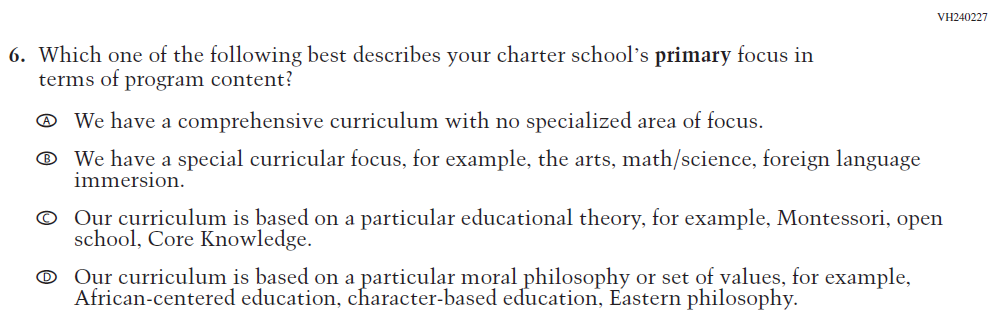 VH240227
6. Which one of the following best describes your charter school's primary focus in
terms of program content?
Ⓐ We have a comprehensive curriculum with no specialized area of focus.
Ⓑ We have a special curricular focus, for example, the arts, math/science, foreign language
immersion.
Ⓒ Our curriculum is based on a particular educational theory, for example, Montessori, open
school, Core Knowledge.
Ⓓ Our curriculum is based on a particular moral philosophy or set of values, for example,
African-centered education, character-based education, Eastern philosophy.